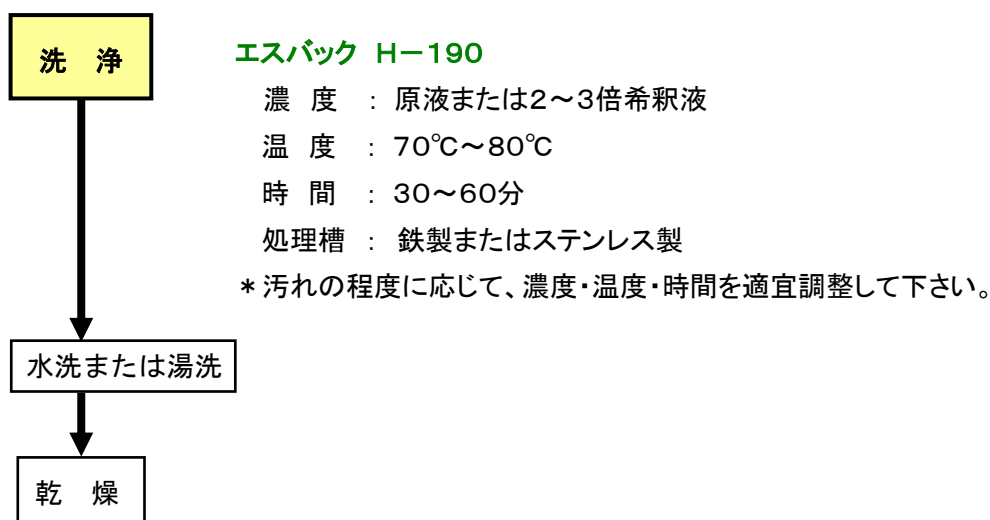 洗　浄
エスバック　Ｈ－１９０
濃　度　：　原液または２～３倍希釈液
温　度　：　７０℃～８０℃
時　間　：　３０～６０分
処理槽　：　鉄製またはステンレス製
＊汚れの程度に応じて、濃度・温度・時間を適宜調整して下さい。
水洗または湯洗
乾　燥